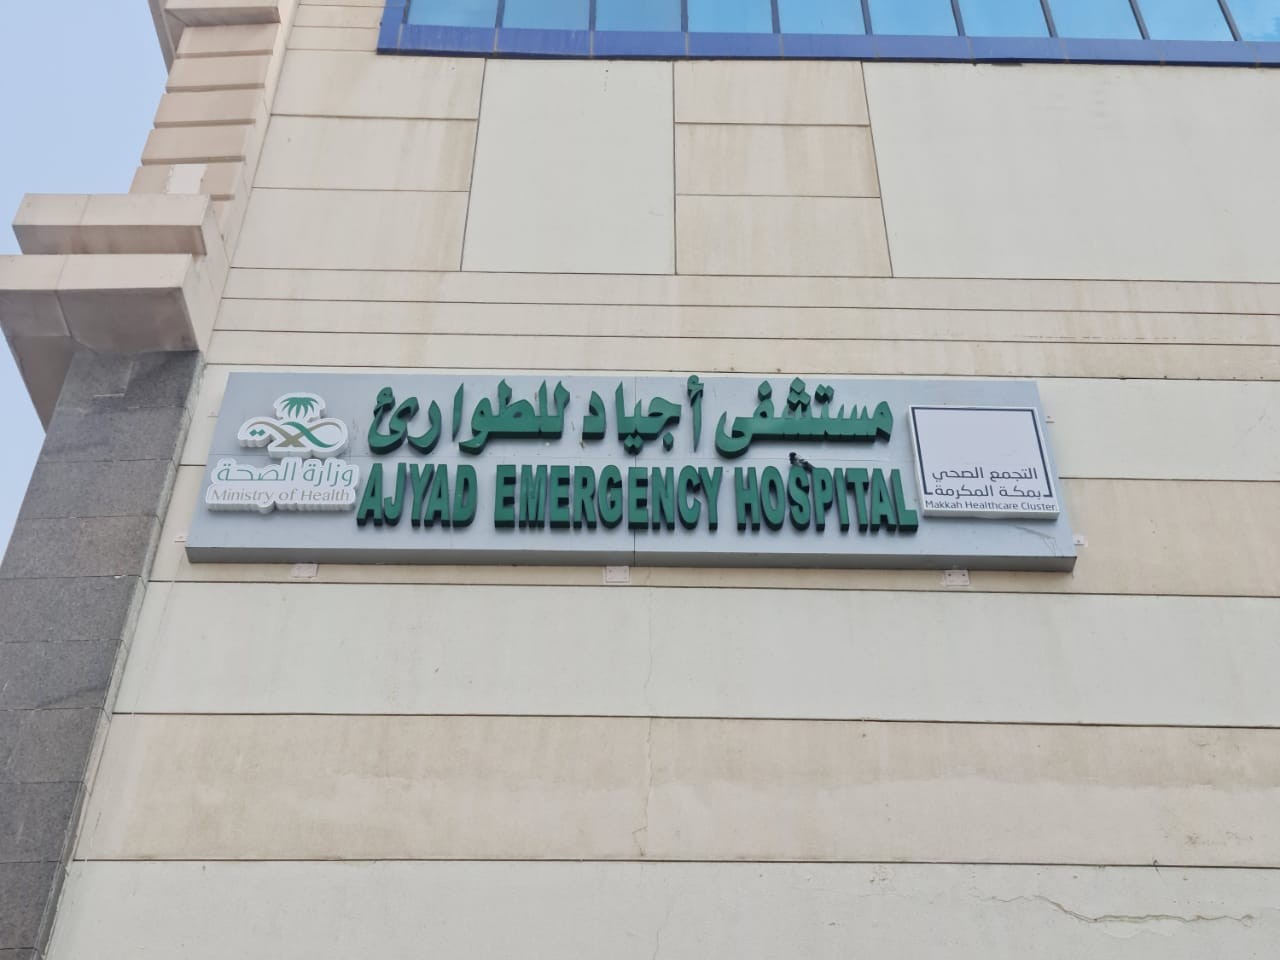 مستشفى أجياد للطوارئ
AJYAD EMERGENCY HOSPITAL
وزارة الصحة
Ministry of Health
التجمع الصحي
بمكة المكرمة
Makkah Healthcare Cluster